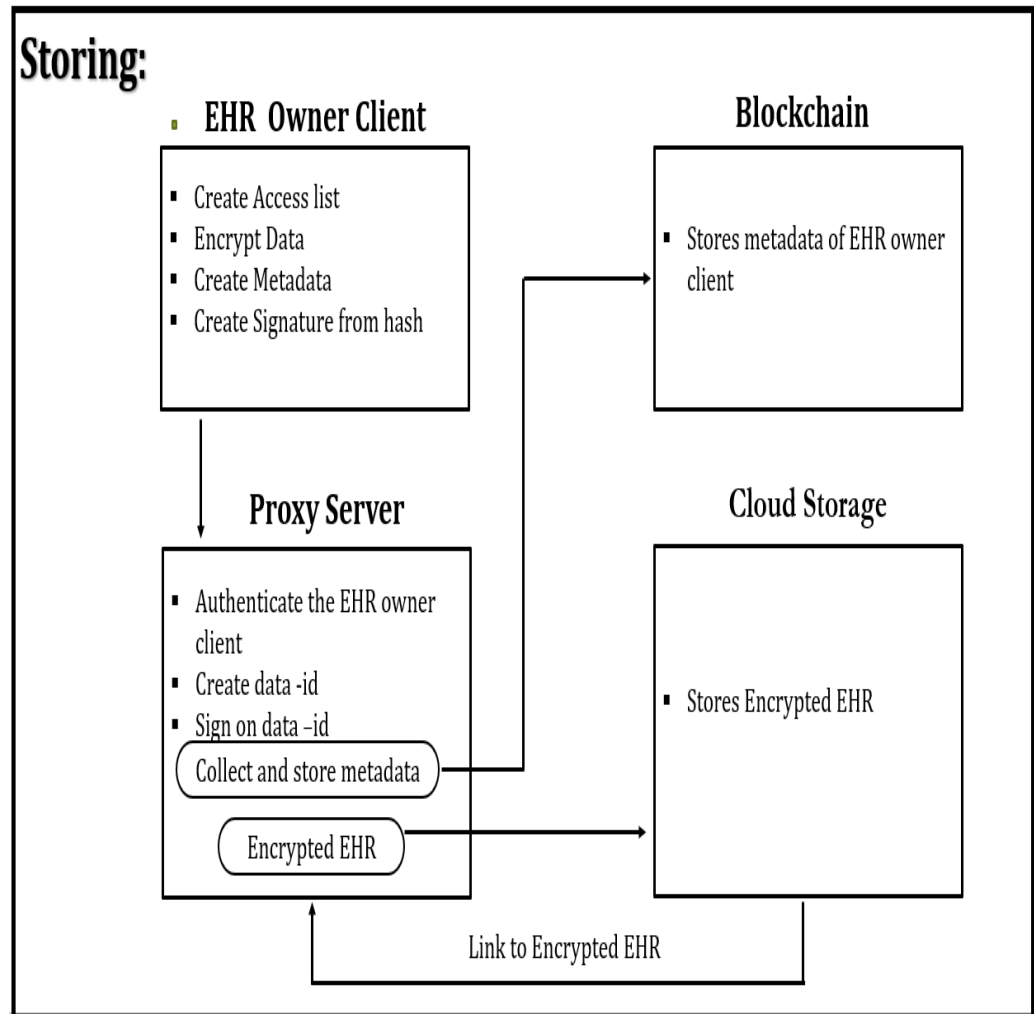 Storing:
EHR Owner Client
▪ Create Access list
▪ Encrypt Data
▪ Create Metadata
▪ Create Signature from hash
Blockchain
▪ Stores metadata of EHR owner
client
Proxy Server
▪ Authenticate the EHR owner
client
▪ Create data -id
▪ Sign on data –id
Collect and store metadata
Encrypted EHR
Cloud Storage
▪ Stores Encrypted EHR
Link to Encrypted EHR